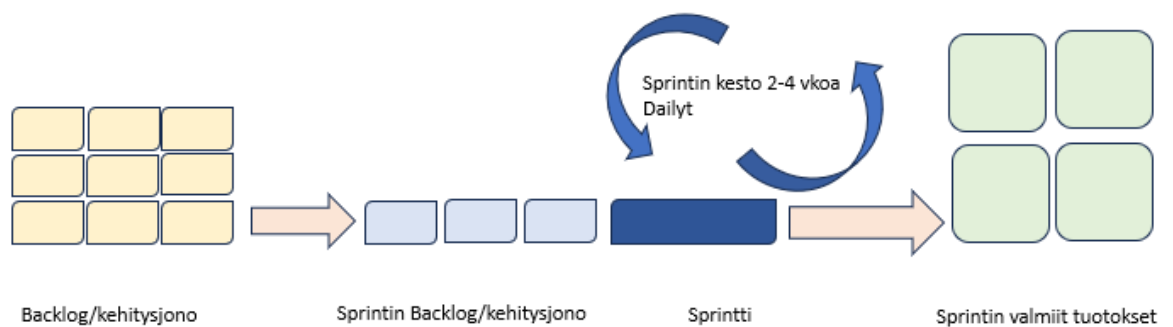 Sprintin kesto 2-4 vkoa
Dailyt
Backlog/kehitysjono
Sprintin Backlog/kehitysjono
Sprintti
Sprintin valmiit tuotokset